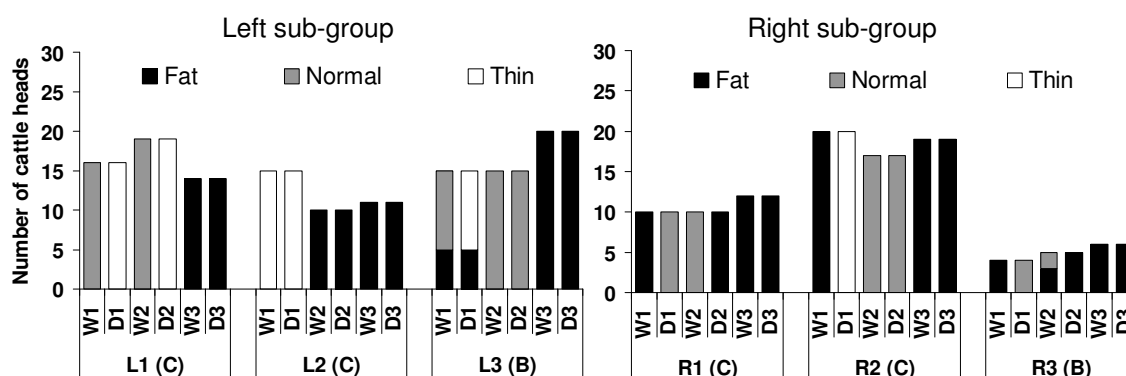 Left sub-group
Right sub-group
Number of cattle heads
30
25
20
15
10
5
0
Fat
Normal
Thin
W1 D1 W2 D2 W3 D3
L1 (C)
W1 D1 W2 D2 W3 D3
L2 (C)
W1 D1 W2 D2 W3 D3
L3 (B)
30
25
20
15
10
5
0
Fat
Normal
Thin
W1 D1 W2 D2 W3 D3
R1 (C)
W1 D1 W2 D2 W3 D3
R2 (C)
W1 D1 W2 D2 W3 D3
R3 (B)